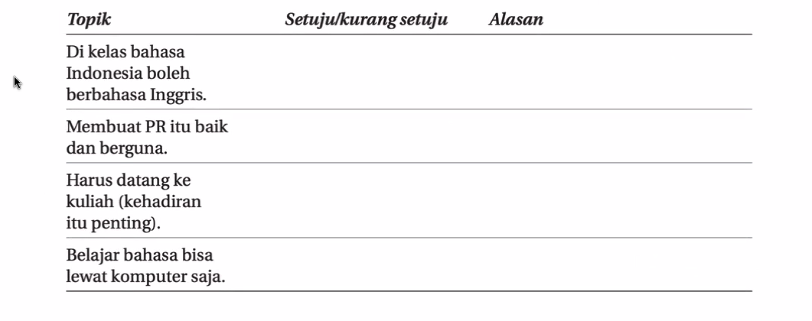 Topik Setuju/kurang setuju Alasan
Di kelas bahasa
Indonesia boleh
berbahasa Inggris.
Membuat PR itu baik
dan berguna.
Harus datang ke
kuliah (kehadiran
itu penting).
Belajar bahasa bisa
lewat komputer saja.